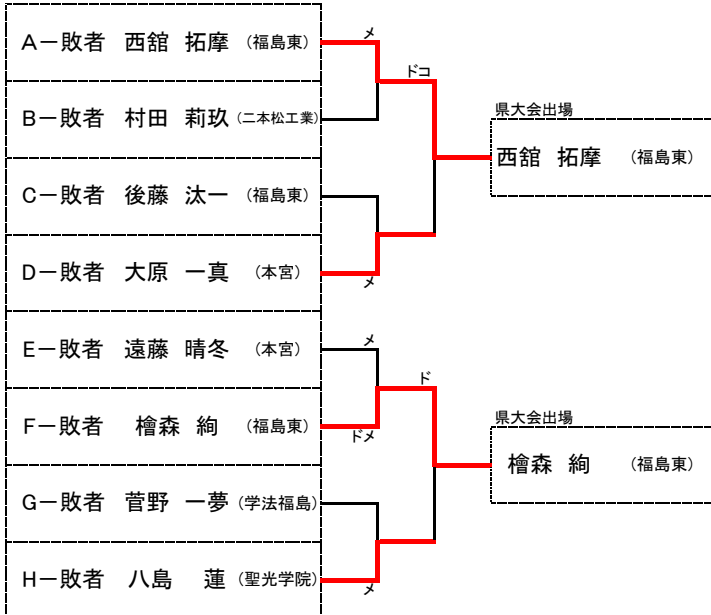 A－敗者 西舘 拓摩 (福島東)
メ
ドコ
B－敗者 村田 莉玖 (二本松工業)
県大会出場
西舘 拓摩 (福島東)
C－敗者 後藤 汰一 (福島東)
D－敗者 大原 一真 (本宮)
メ
E－敗者 遠藤 晴冬 (本宮)
メ
ド
F－敗者 檜森 絢 (福島東)
ドメ
県大会出場
檜森 絢 (福島東)
G－敗者 菅野 一夢 (学法福島)
H－敗者 八島 蓮 (聖光学院)
メ